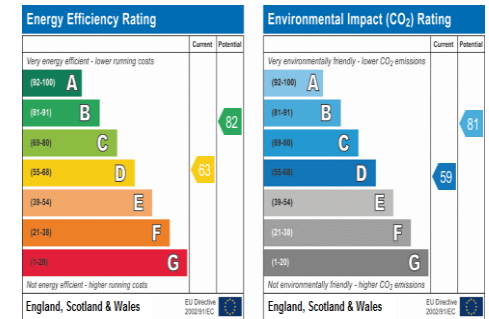 Energy Efficiency Rating
Current Potential
Very energy efficient - lower running costs
(92-100) A
(81-91) B
(69-80) C
(55-68) D
(39-54) E
(21-38) F
(1-20) G
82
63
Not energy efficient - higher running costs
England, Scotland & Wales
EU Directive
2002/91/EC
Environmental Impact (CO2) Rating
Current Potential
Very environmentally friendly - lower CO2 emissions
(92-100) A
(81-91) B
(69-80) C
(55-68) D
(39-54) E
(21-38) F
(1-20) G
81
59
Not environmentally friendly - higher CO2 emissions
England, Scotland & Wales
EU Directive
2002/91/EC